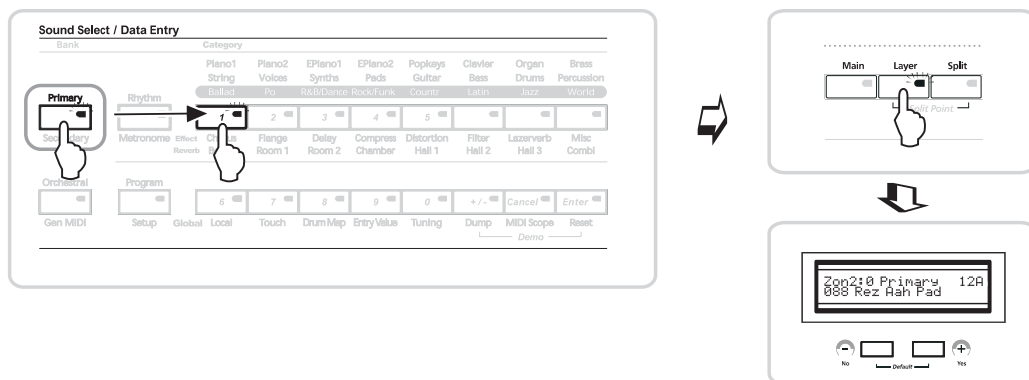 Sound Select / Data Entry
Bank Category
Piano1 Piano2 EPiano1 EPiano2 Popkeys Clavier Organ Brass
String Voices Synths Pads Guitar Bass Drums Percussion
Primary Rhythm Ballad Po R&B/Dance Rock/Funk Countr Latin Jazz World
1 2 3 4 5
Secondary Metronome Effect Chorus Flange Delay Compress Distortion Filter Lazerverb Misc
Reverb Room 1 Room 2 Chamber Hall 1 Hall 2 Hall 3 Combi
Orchestral Program
6 7 8 9 0 +/- Cancel Enter
Gen MIDI Setup Global Local Touch Drum Map Entry Value Tuning Dump MIDI Scope Reset
Demo
Main Layer Split
Split Point
Zon2:0 Primary 12A
088 Rez Aah Pad
(-) (+)
No Default Yes